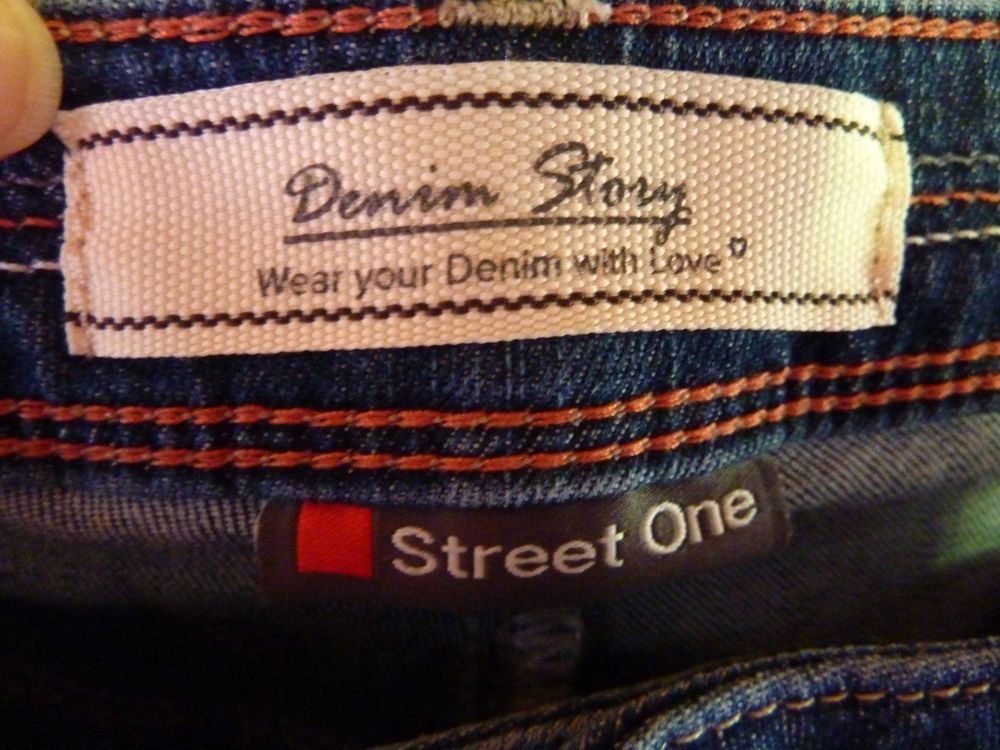 Denim Story
Wear your Denim with Love
Street One